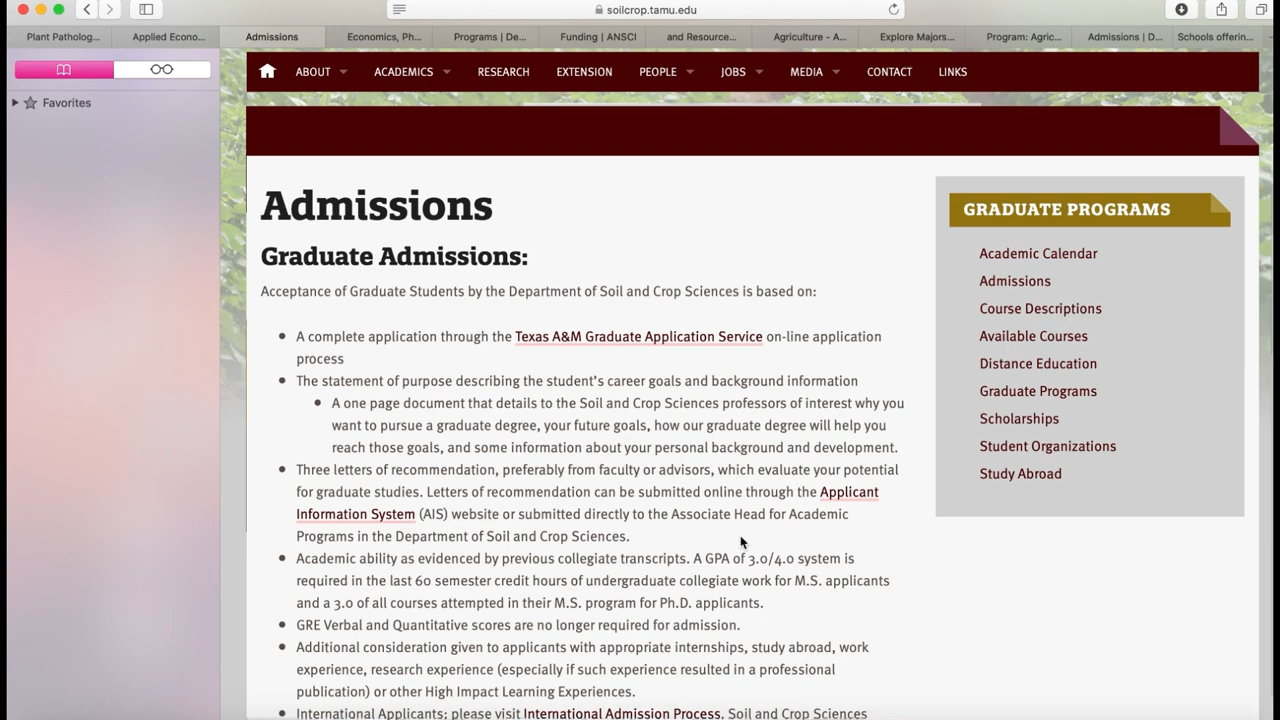 soilcrop.tamu.edu
Plant Patholog... Applied Econo... Admissions Economics, Ph... Programs | De... Funding | ANSCI and Resource... Agriculture - A... Explore Majors... Program: Agric... Admissions | D... Schools offerin...
Favorites
ABOUT ACADEMICS RESEARCH EXTENSION PEOPLE JOBS MEDIA CONTACT LINKS
Admissions
Graduate Admissions:
Acceptance of Graduate Students by the Department of Soil and Crop Sciences is based on:
• A complete application through the Texas A&M Graduate Application Service on-line application
process
• The statement of purpose describing the student's career goals and background information
• A one page document that details to the Soil and Crop Sciences professors of interest why you
want to pursue a graduate degree, your future goals, how our graduate degree will help you
reach those goals, and some information about your personal background and development.
• Three letters of recommendation, preferably from faculty or advisors, which evaluate your potential
for graduate studies. Letters of recommendation can be submitted online through the Applicant
Information System (AIS) website or submitted directly to the Associate Head for Academic
Programs in the Department of Soil and Crop Sciences.
• Academic ability as evidenced by previous collegiate transcripts. A GPA of 3.0/4.0 system is
required in the last 60 semester credit hours of undergraduate collegiate work for M.S. applicants
and a 3.0 of all courses attempted in their M.S. program for Ph.D. applicants.
• GRE Verbal and Quantitative scores are no longer required for admission.
• Additional consideration given to applicants with appropriate internships, study abroad, work
experience, research experience (especially if such experience resulted in a professional
publication) or other High Impact Learning Experiences.
• International Applicants: please visit International Admission Process. Soil and Crop Sciences
GRADUATE PROGRAMS
Academic Calendar
Admissions
Course Descriptions
Available Courses
Distance Education
Graduate Programs
Scholarships
Student Organizations
Study Abroad